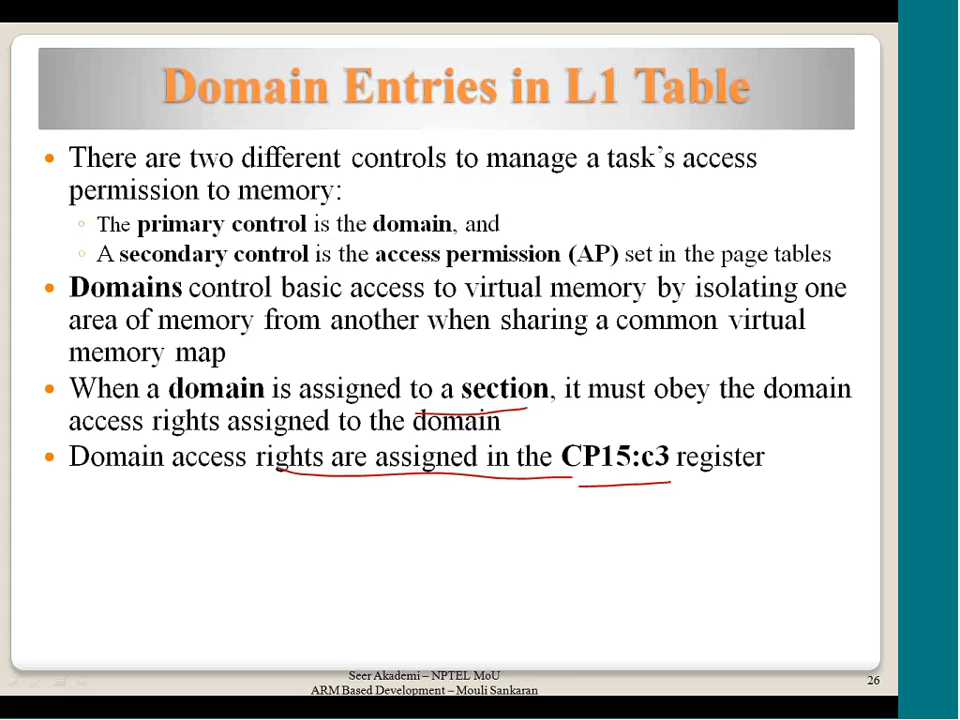 Domain Entries in L1 Table
• There are two different controls to manage a task's access
permission to memory:
◦ The primary control is the domain, and
◦ A secondary control is the access permission (AP) set in the page tables
• Domains control basic access to virtual memory by isolating one
area of memory from another when sharing a common virtual
memory map
• When a domain is assigned to a section, it must obey the domain
access rights assigned to the domain
• Domain access rights are assigned in the CP15:c3 register
Seer Akademi – NPTEL MoU
ARM Based Development – Mouli Sankaran
26